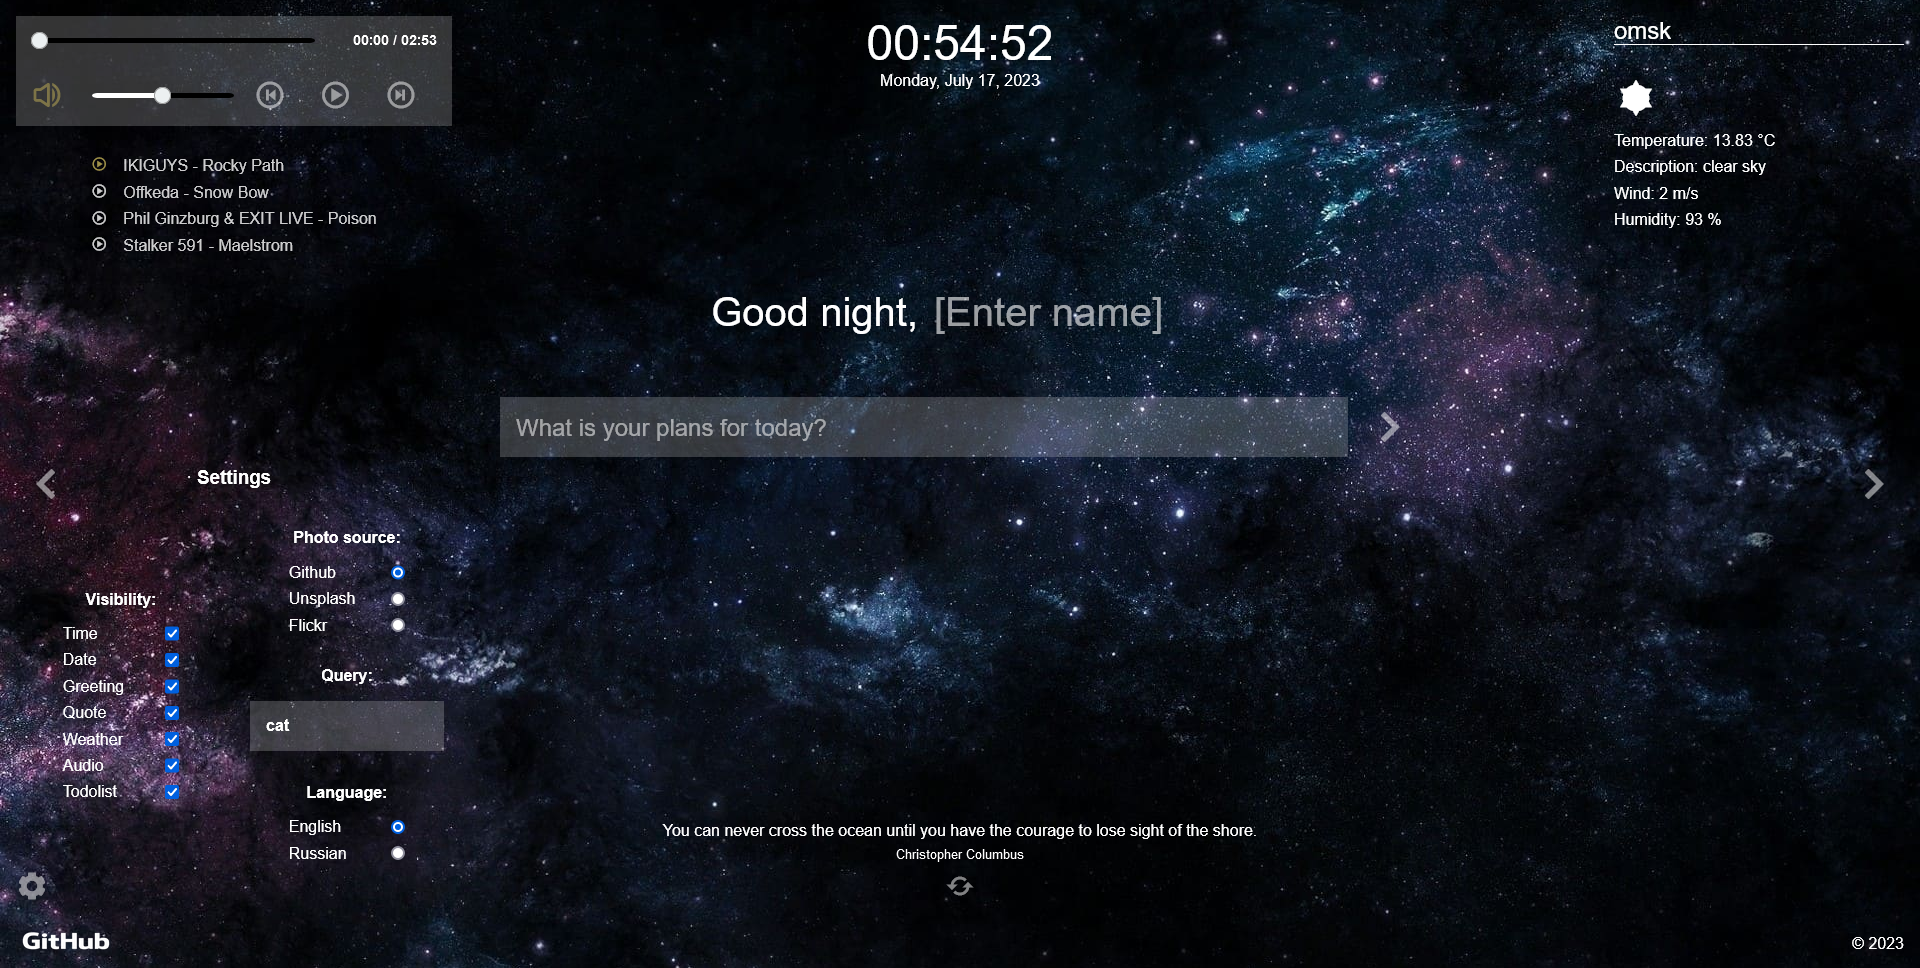 00:00 / 02:53
IKIGUYS - Rocky Path
Offkeda - Snow Bow
Phil Ginzburg & EXIT LIVE - Poison
Stalker 591 - Maelstrom
00:54:52
Monday, July 17, 2023
omsk
Temperature: 13.83 °C
Description: clear sky
Wind: 2 m/s
Humidity: 93 %
Good night, [Enter name]
What is your plans for today?
Settings
Visibility:
Time
Date
Greeting
Quote
Weather
Audio
Todolist
Photo source:
Github
Unsplash
Flickr
Query:
cat
Language:
English
Russian
You can never cross the ocean until you have the courage to lose sight of the shore.
Christopher Columbus
GitHub
© 2023